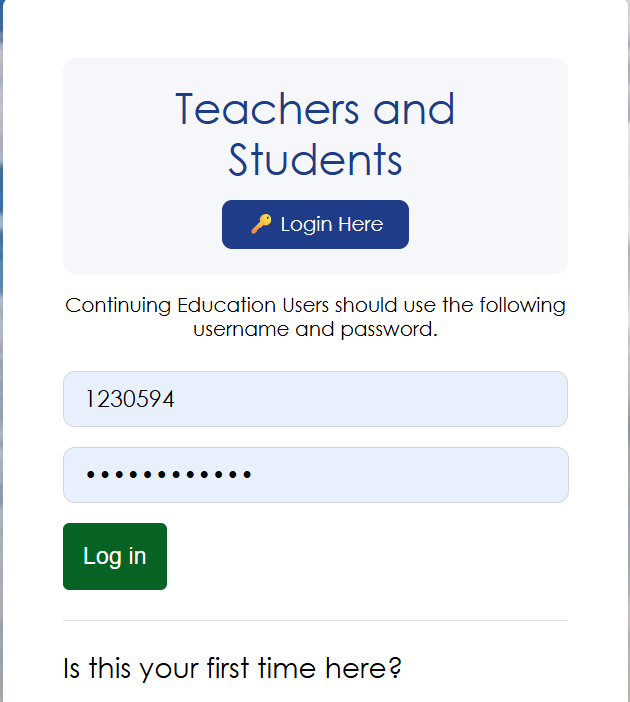 Teachers and
Students
🔑 Login Here
Continuing Education Users should use the following
username and password.
1230594
••••••••••••
Log in
Is this your first time here?